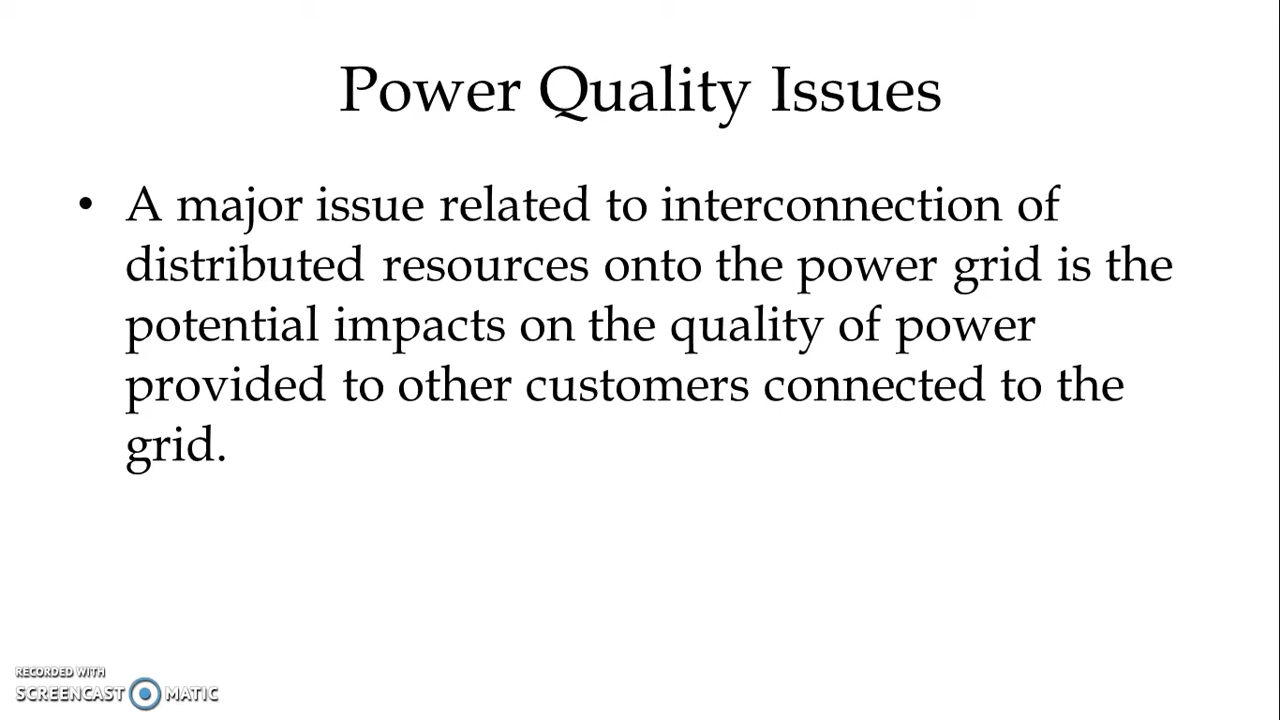 Power Quality Issues
• A major issue related to interconnection of
distributed resources onto the power grid is the
potential impacts on the quality of power
provided to other customers connected to the
grid.
RECORDED WITH
SCREENCAST MATIC